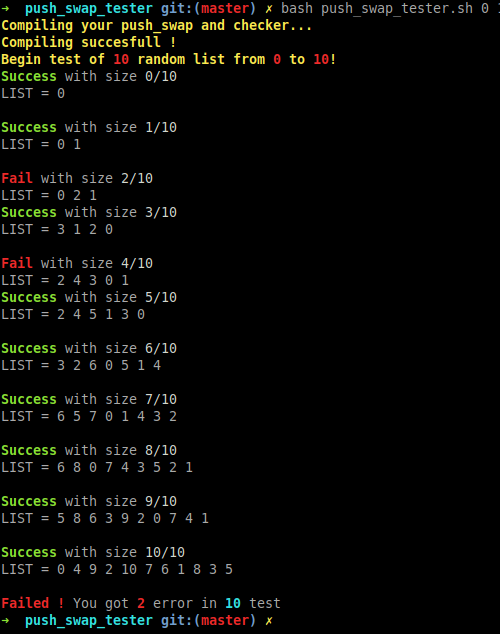 ➜  push_swap_tester git:(master) ✗ bash push_swap_tester.sh 0
Compiling your push_swap and checker...
Compiling succesfull !
Begin test of 10 random list from 0 to 10!
Success with size 0/10
LIST = 0
Success with size 1/10
LIST = 0 1
Fail with size 2/10
LIST = 0 2 1
Success with size 3/10
LIST = 3 1 2 0
Fail with size 4/10
LIST = 2 4 3 0 1
Success with size 5/10
LIST = 2 4 5 1 3 0
Success with size 6/10
LIST = 3 2 6 0 5 1 4
Success with size 7/10
LIST = 6 5 7 0 1 4 3 2
Success with size 8/10
LIST = 6 8 0 7 4 3 5 2 1
Success with size 9/10
LIST = 5 8 6 3 9 2 0 7 4 1
Success with size 10/10
LIST = 0 4 9 2 10 7 6 1 8 3 5
Failed ! You got 2 error in 10 test
➜  push_swap_tester git:(master) ✗